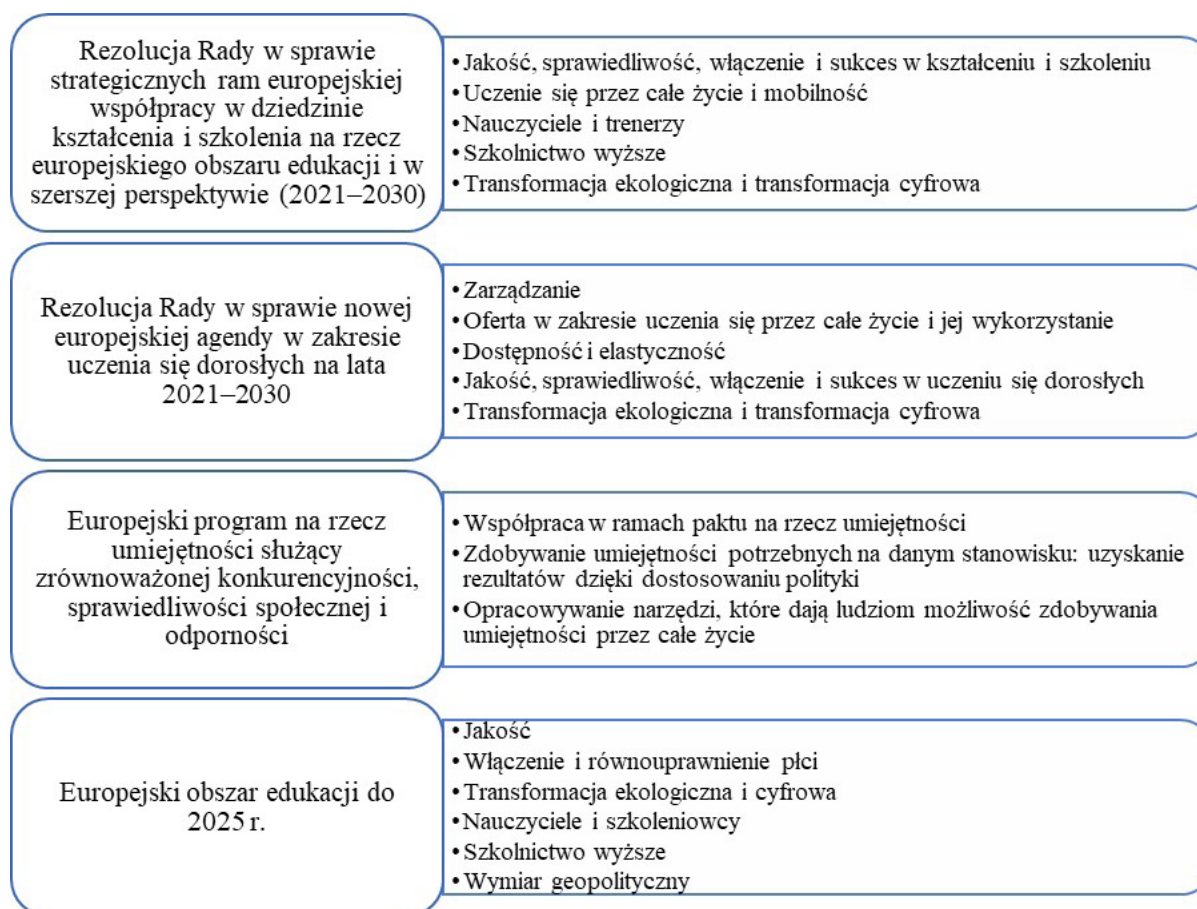 Rezolucja Rady w sprawie
strategicznych ram europejskiej
współpracy w dziedzinie
kształcenia i szkolenia na rzecz
europejskiego obszaru edukacji i w
szerszej perspektywie (2021–2030)
• Jakość, sprawiedliwość, włączenie i sukces w kształceniu i szkoleniu
• Uczenie się przez całe życie i mobilność
• Nauczyciele i trenerzy
• Szkolnictwo wyższe
• Transformacja ekologiczna i transformacja cyfrowa
Rezolucja Rady w sprawie nowej
europejskiej agendy w zakresie
uczenia się dorosłych na lata
2021–2030
• Zarządzanie
• Oferta w zakresie uczenia się przez całe życie i jej wykorzystanie
• Dostępność i elastyczność
• Jakość, sprawiedliwość, włączenie i sukces w uczeniu się dorosłych
• Transformacja ekologiczna i transformacja cyfrowa
Europejski program na rzecz
umiejętności służący
zrównoważonej konkurencyjności,
sprawiedliwości społecznej i
odporności
• Współpraca w ramach paktu na rzecz umiejętności
• Zdobywanie umiejętności potrzebnych na danym stanowisku: uzyskanie
rezultatów dzięki dostosowaniu polityki
• Opracowywanie narzędzi, które dają ludziom możliwość zdobywania
umiejętności przez całe życie
Europejski obszar edukacji do
2025 r.
• Jakość
• Włączenie i równouprawnienie płci
• Transformacja ekologiczna i cyfrowa
• Nauczyciele i szkoleniowcy
• Szkolnictwo wyższe
• Wymiar geopolityczny